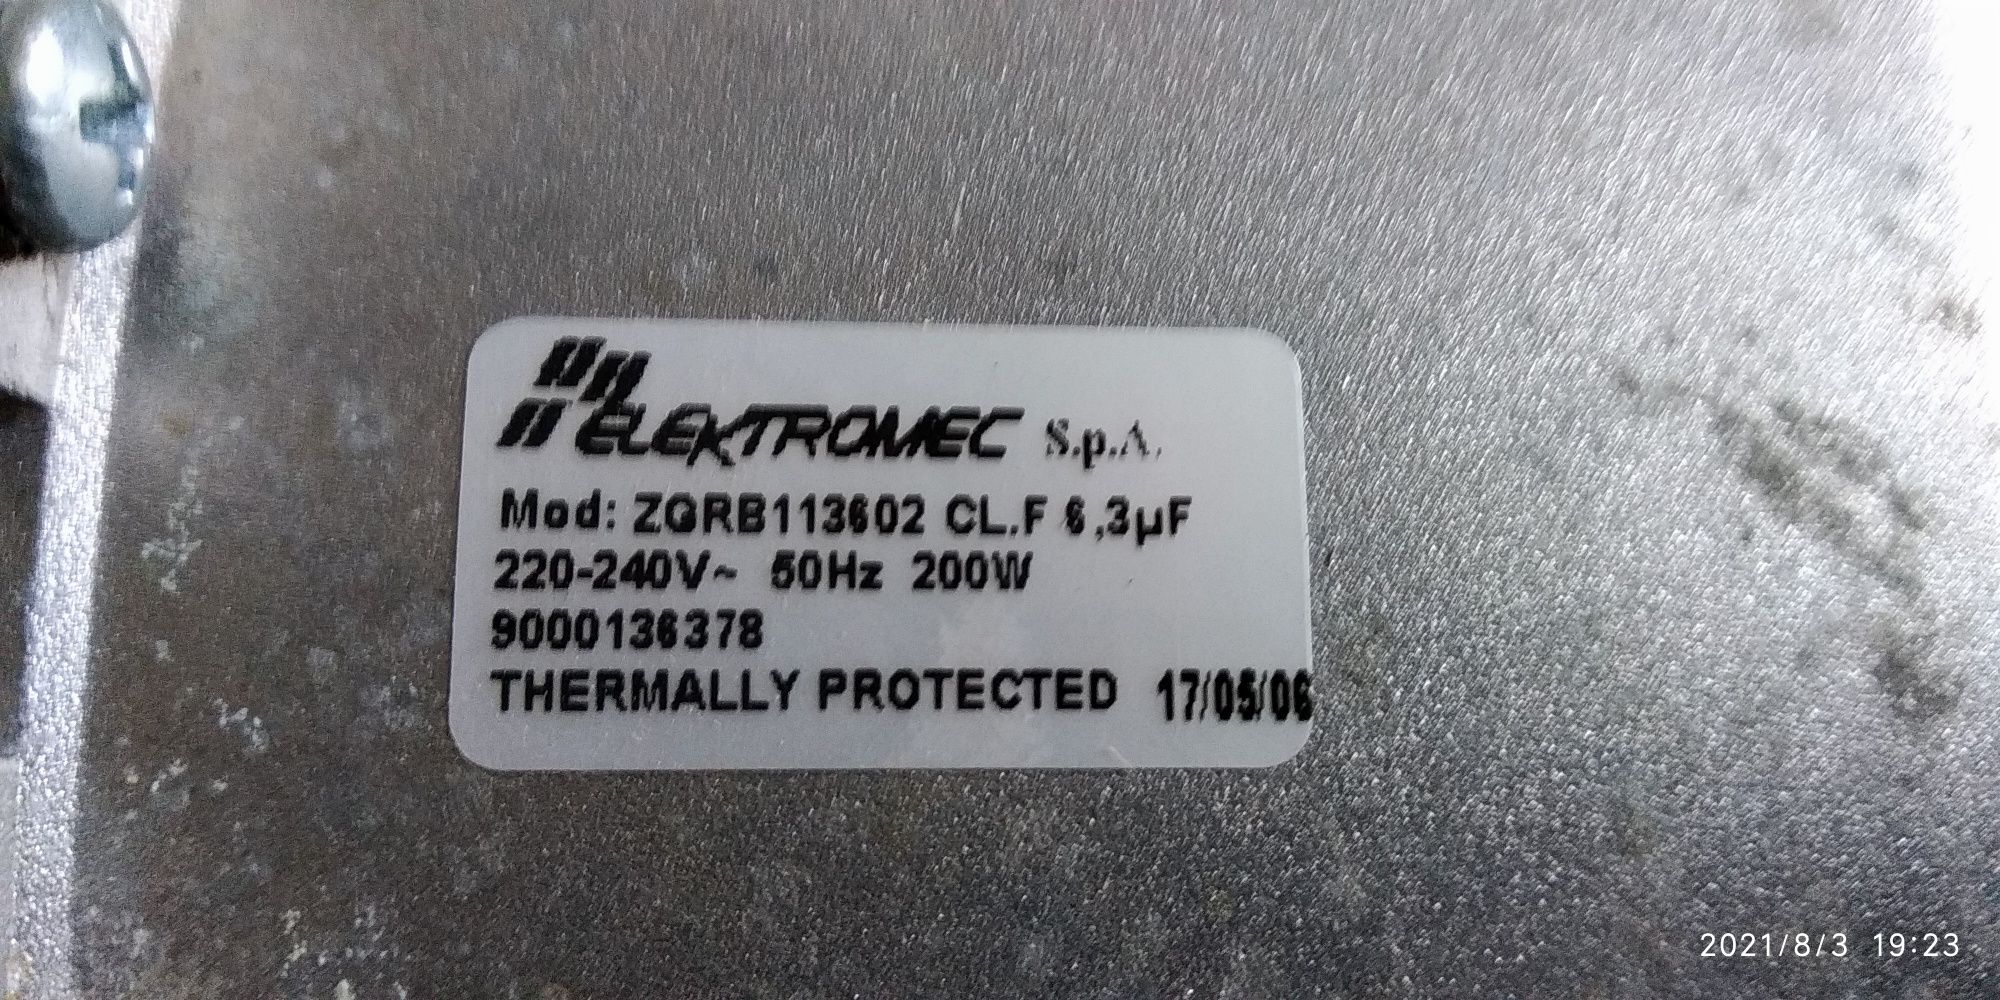 ELEKTROMEC S.p.A.
Mod: ZQRB113602 CL.F 6,3µF
220-240V~ 50Hz 200W
9000136378
THERMALLY PROTECTED 17/05/06
2021/8/3 19:23